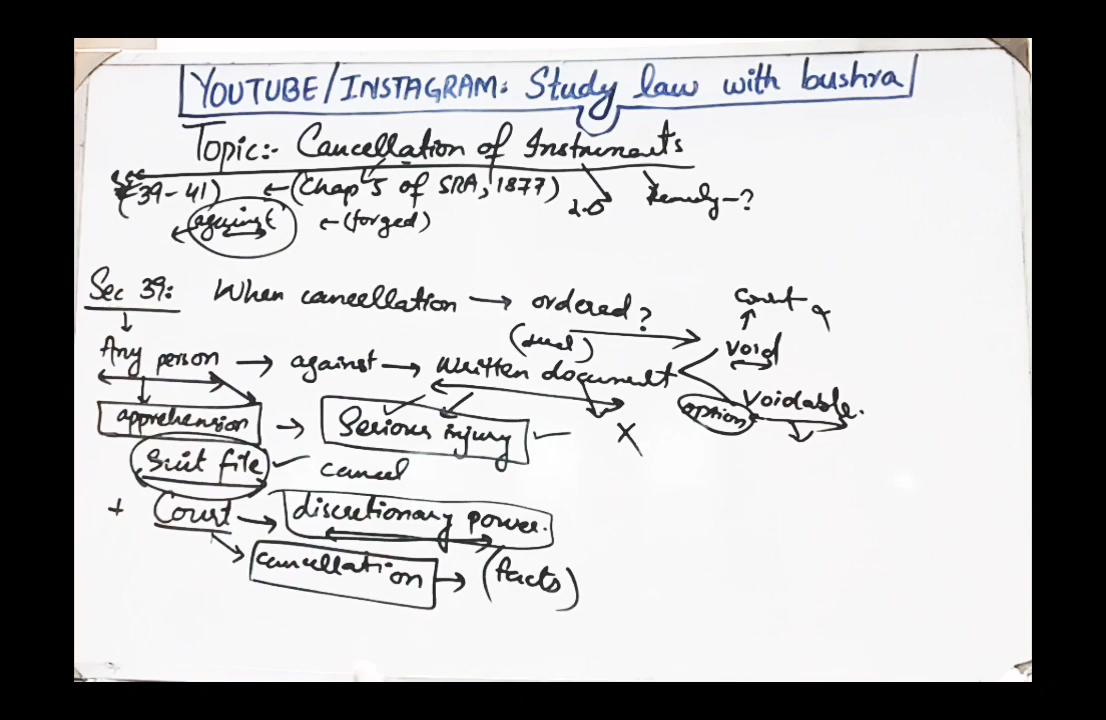 YOUTUBE/INSTAGRAM: Study law with bushra
Topic:- Cancellation of Instruments
(39-41) ← (Chap 5 of SRA, 1877)
Remedy-?
against ← (forged)
Sec 39: When cancellation → ordered?
Court
(deed)
void
Any person → against → written document
Voidable.
option
apprehension → Serious injury
X
Suit file cancel
+ Court → discretionary power.
cancellation → (facts)